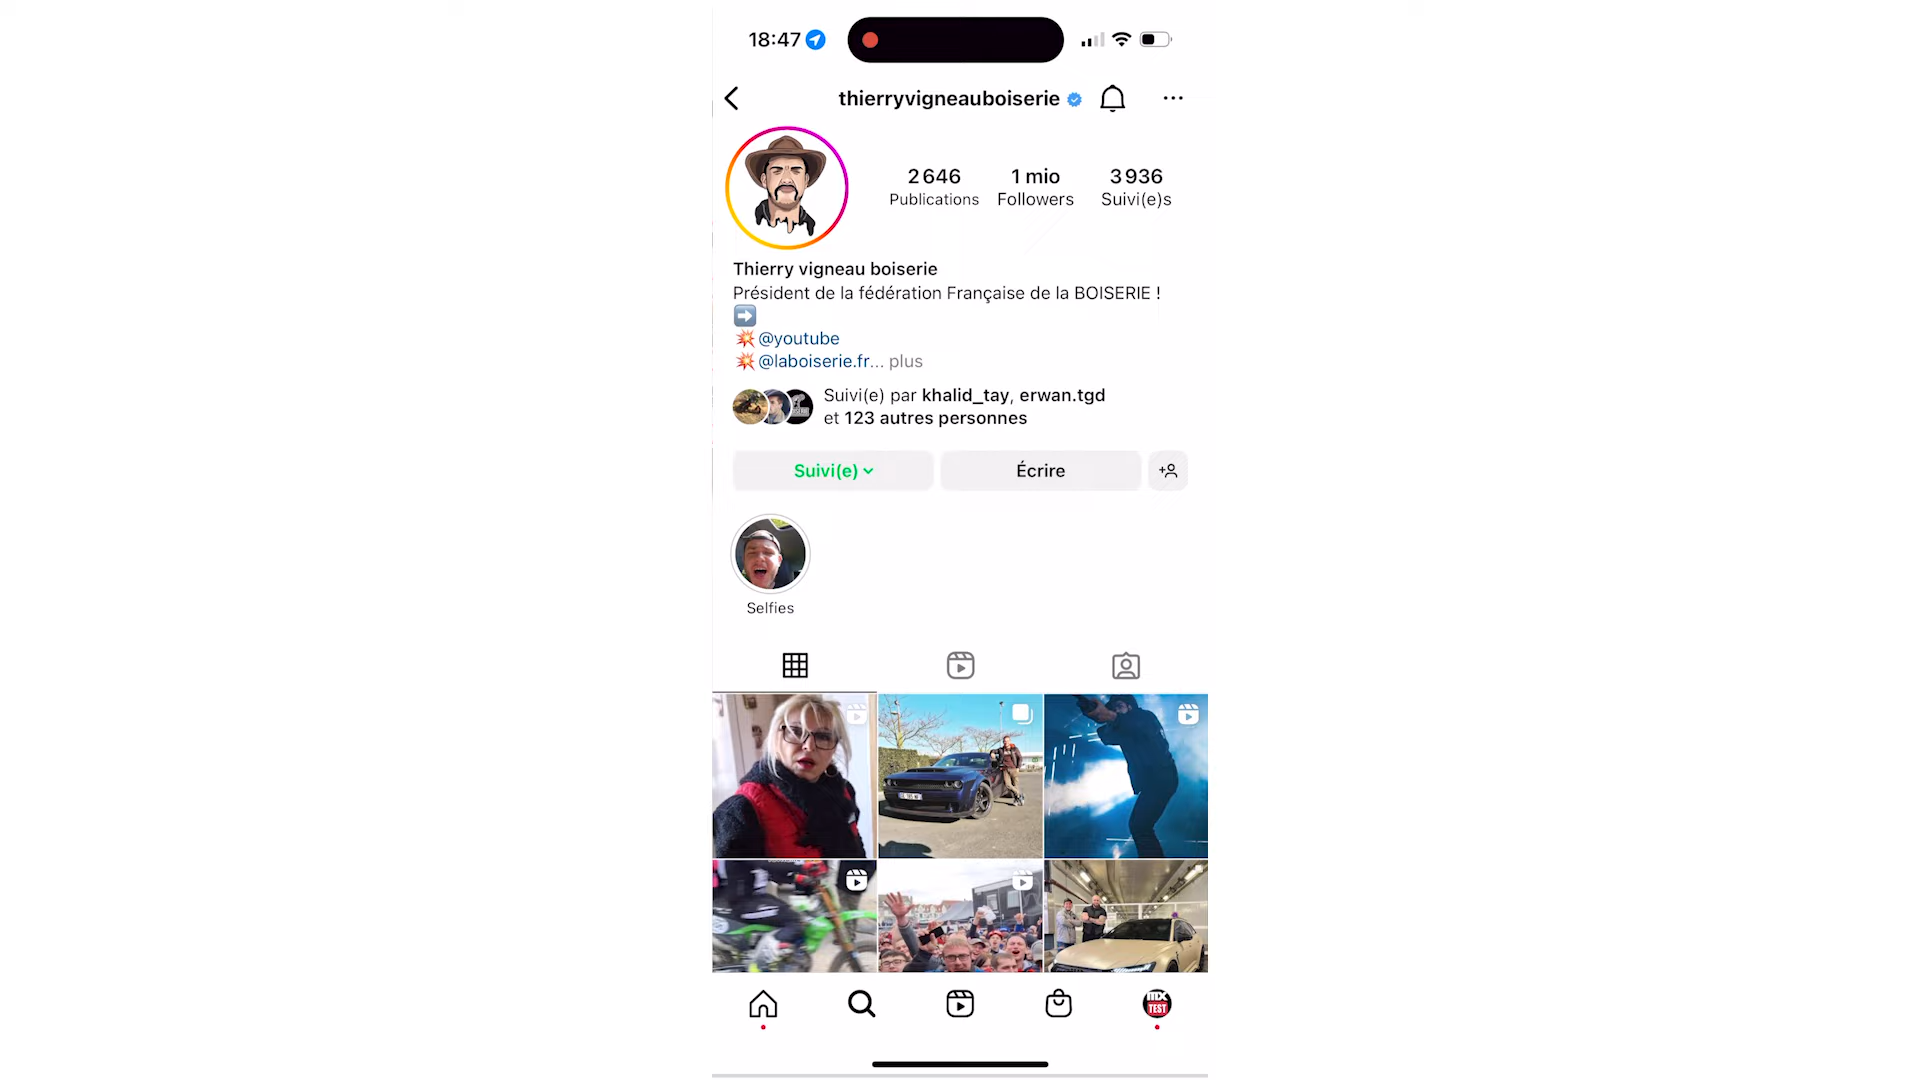 18:47
thierryvigneauboiserie
2 646 1 mio 3 936
Publications Followers Suivi(e)s
Thierry vigneau boiserie
Président de la fédération Française de la BOISERIE !
➡️
💥 @youtube
💥 @laboiserie.fr... plus
Suivi(e) par khalid_tay, erwan.tgd
et 123 autres personnes
Suivi(e) Écrire
Selfies
MX
TEST